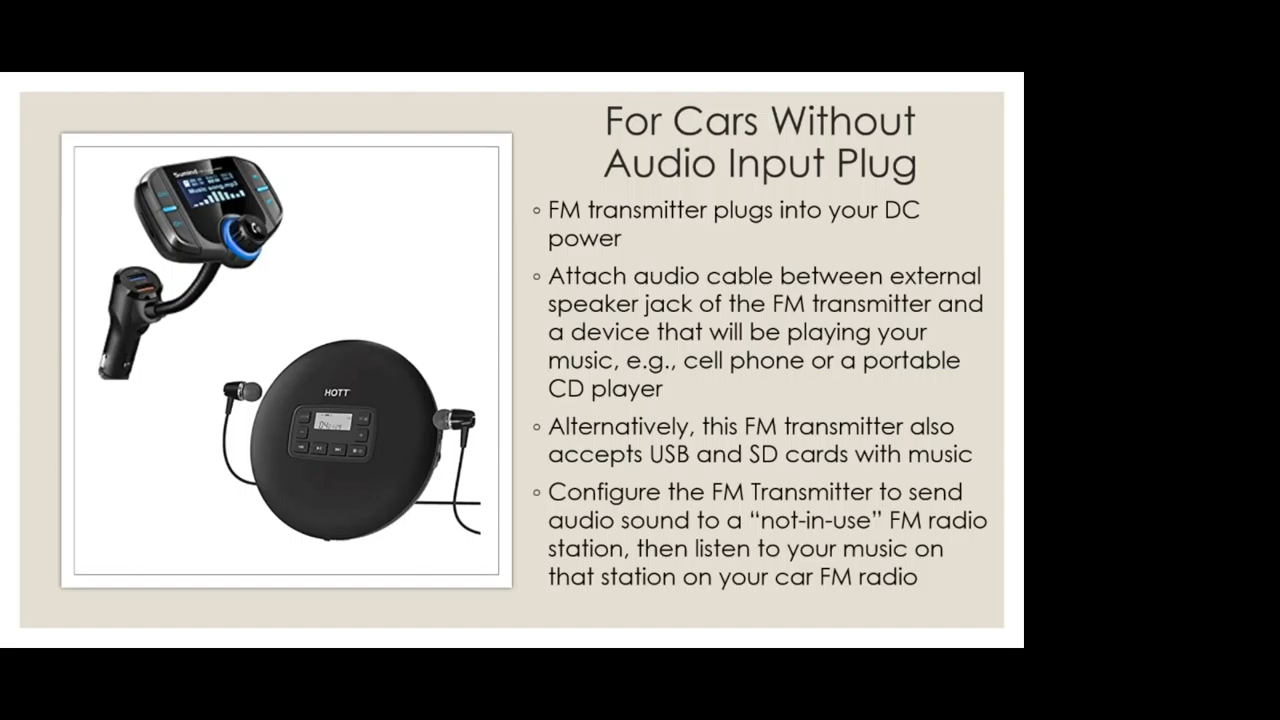 For Cars Without
Audio Input Plug
◦ FM transmitter plugs into your DC
power
◦ Attach audio cable between external
speaker jack of the FM transmitter and
a device that will be playing your
music, e.g., cell phone or a portable
CD player
◦ Alternatively, this FM transmitter also
accepts USB and SD cards with music
◦ Configure the FM Transmitter to send
audio sound to a “not-in-use” FM radio
station, then listen to your music on
that station on your car FM radio
Sumind
Music song.mp3
HOTT